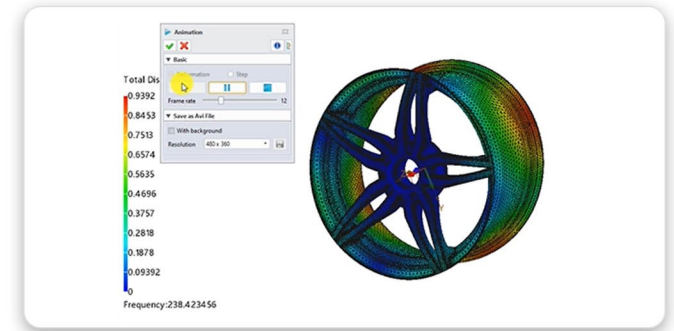 Animation
Basic
Deformation
Step
Frame rate
12
Save as Avi File
With background
Resolution
480 x 360
Total Dis
0.9392
0.8453
0.7513
0.6574
0.5635
0.4696
0.3757
0.2818
0.1878
0.09392
0
Frequency:238.423456
Y